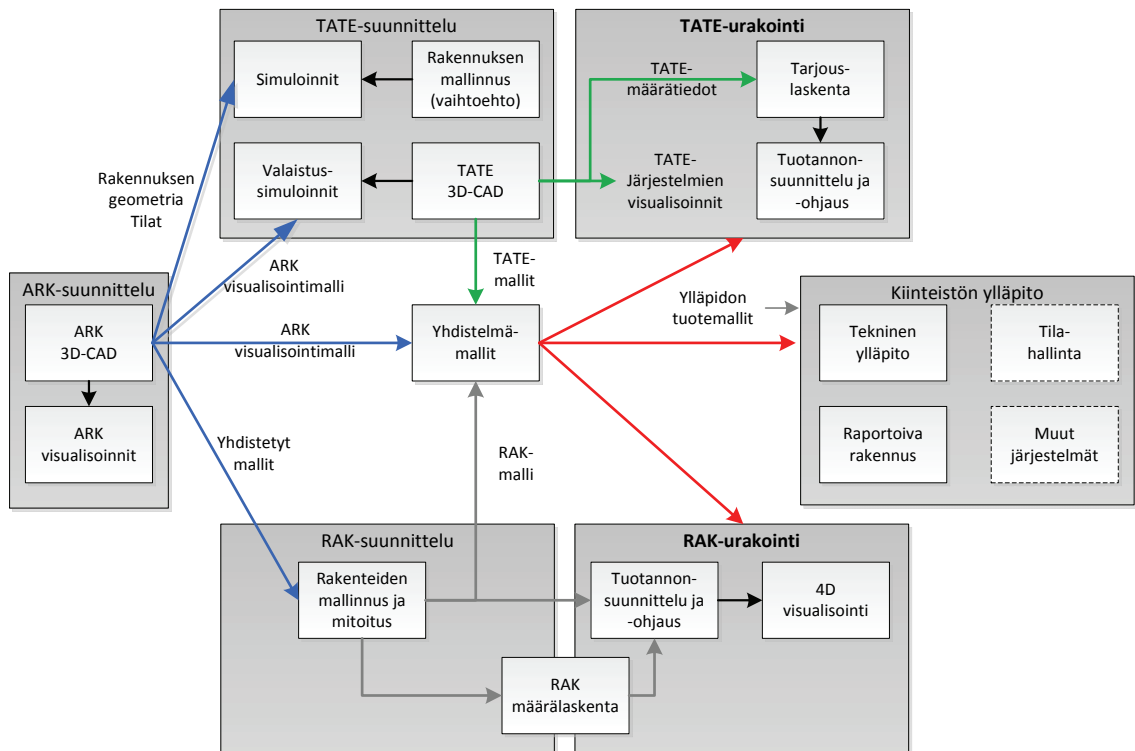 TATE-suunnittelu
Simuloinnit
Rakennuksen
mallinnus
(vaihtoehto)
Valaistus-
simuloinnit
TATE
3D-CAD
TATE-urakointi
TATE-
määrätiedot
Tarjous-
laskenta
TATE-
Järjestelmien
visualisoinnit
Tuotannon-
suunnittelu ja
-ohjaus
Rakennuksen
geometria
Tilat
ARK
visualisointimalli
TATE-
mallit
ARK-suunnittelu
ARK
3D-CAD
ARK
visualisoinnit
ARK
visualisointimalli
Yhdistelmä-
mallit
Ylläpidon
tuotemallit
Kiinteistön ylläpito
Tekninen
ylläpito
Tila-
hallinta
Raportoiva
rakennus
Muut
järjestelmät
Yhdistetyt
mallit
RAK-
malli
RAK-suunnittelu
Rakenteiden
mallinnus ja
mitoitus
RAK-urakointi
Tuotannon-
suunnittelu ja
-ohjaus
4D
visualisointi
RAK
määrälaskenta